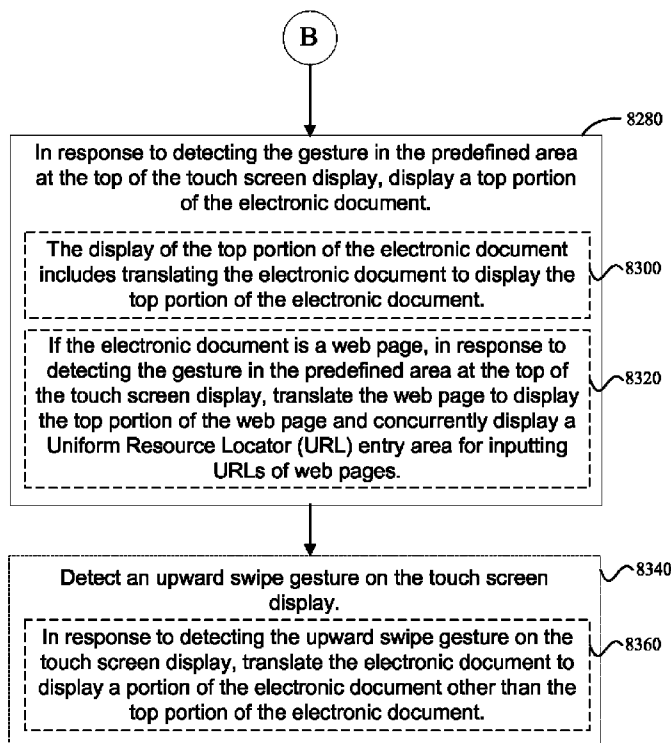 B
8280
In response to detecting the gesture in the predefined area
at the top of the touch screen display, display a top portion
of the electronic document.
The display of the top portion of the electronic document
includes translating the electronic document to display the
top portion of the electronic document.
8300
If the electronic document is a web page, in response to
detecting the gesture in the predefined area at the top of
the touch screen display, translate the web page to display
the top portion of the web page and concurrently display a
Uniform Resource Locator (URL) entry area for inputting
URLs of web pages.
8320
Detect an upward swipe gesture on the touch screen
display.
8340
In response to detecting the upward swipe gesture on the
touch screen display, translate the electronic document to
display a portion of the electronic document other than the
top portion of the electronic document.
8360